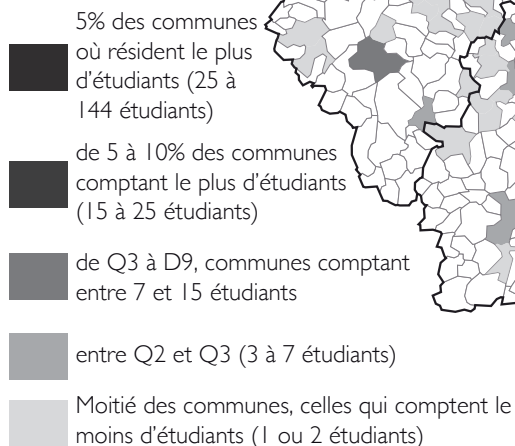 5% des communes
où résident le plus
d'étudiants (25 à
144 étudiants)
de 5 à 10% des communes
comptant le plus d'étudiants
(15 à 25 étudiants)
de Q3 à D9, communes comptant
entre 7 et 15 étudiants
entre Q2 et Q3 (3 à 7 étudiants)
Moitié des communes, celles qui comptent le
moins d'étudiants (1 ou 2 étudiants)